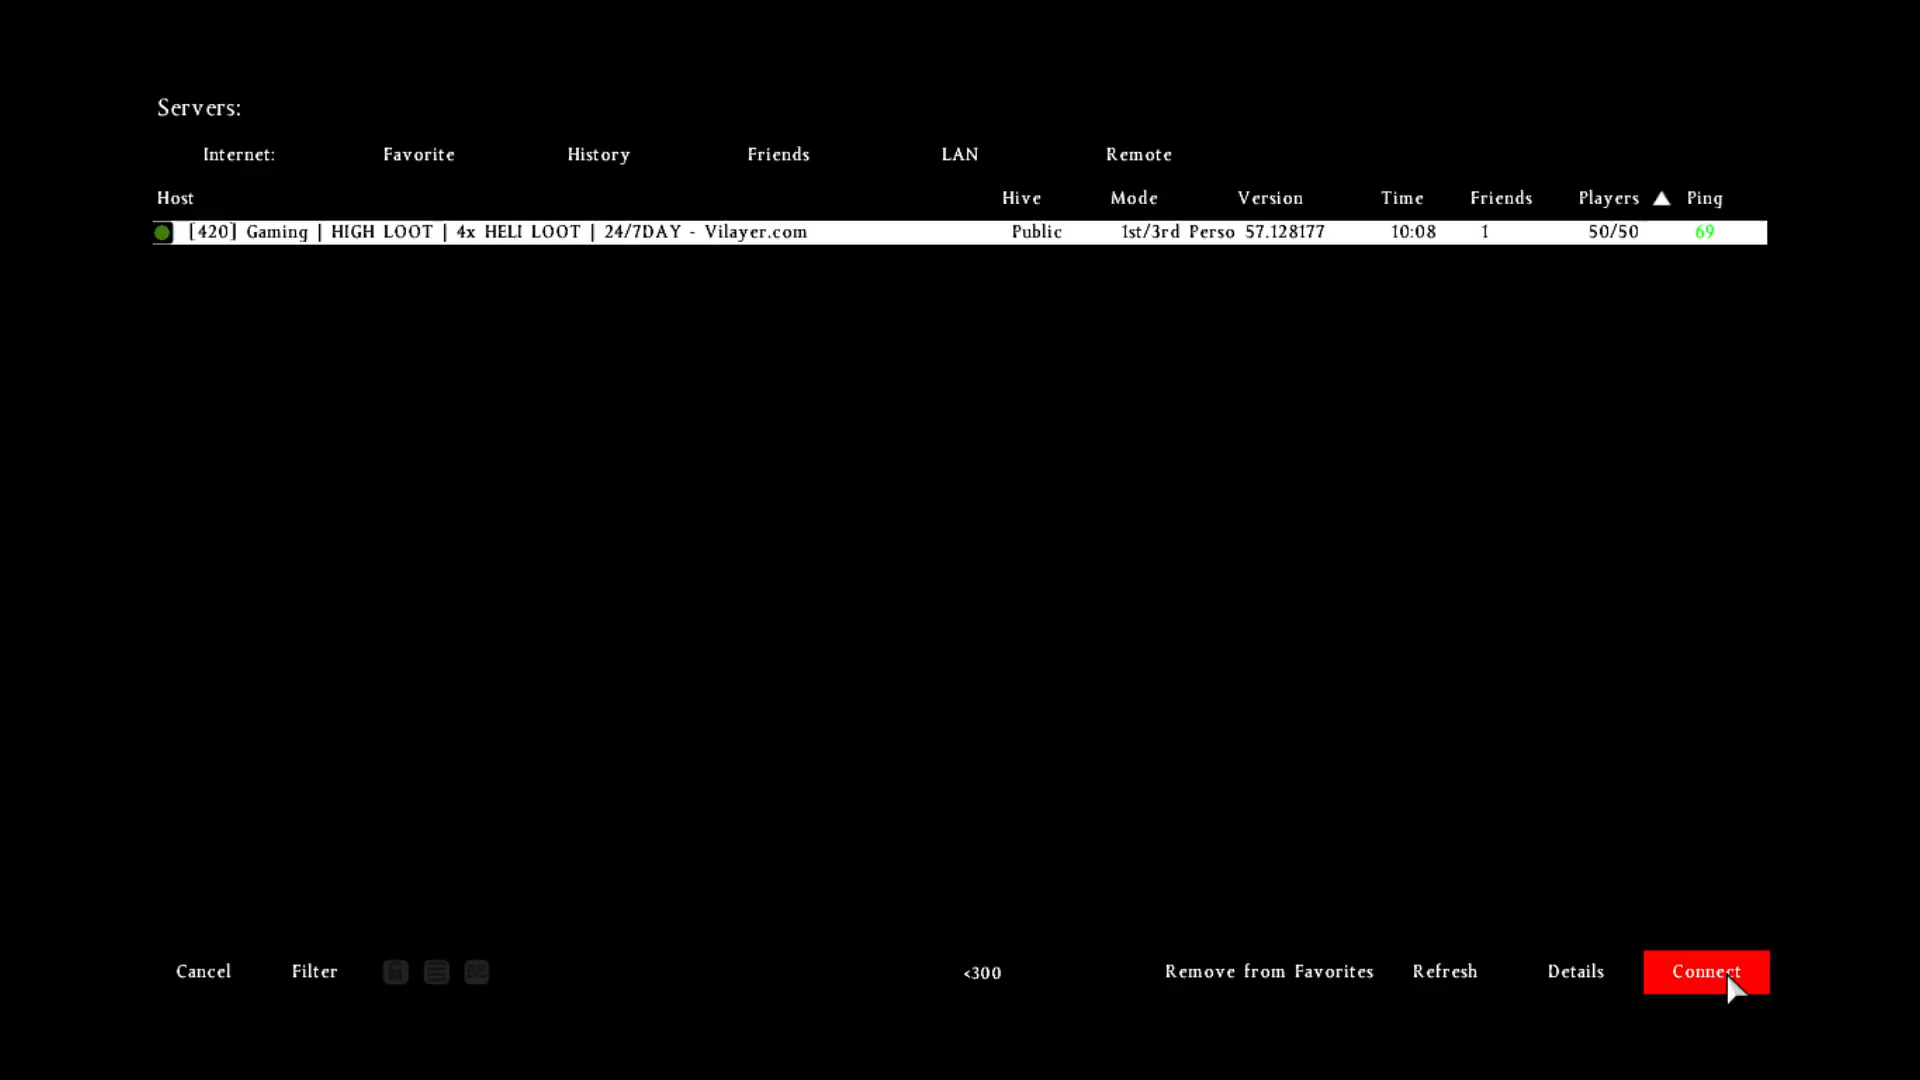 Servers:
Internet: Favorite History Friends LAN Remote
Host Hive Mode Version Time Friends Players Ping
[420] Gaming | HIGH LOOT | 4x HELI LOOT | 24/7DAY - Vilayer.com Public 1st/3rd Perso 57.128177 10:08 1 50/50 69
Cancel Filter BE <300 Remove from Favorites Refresh Details Connect